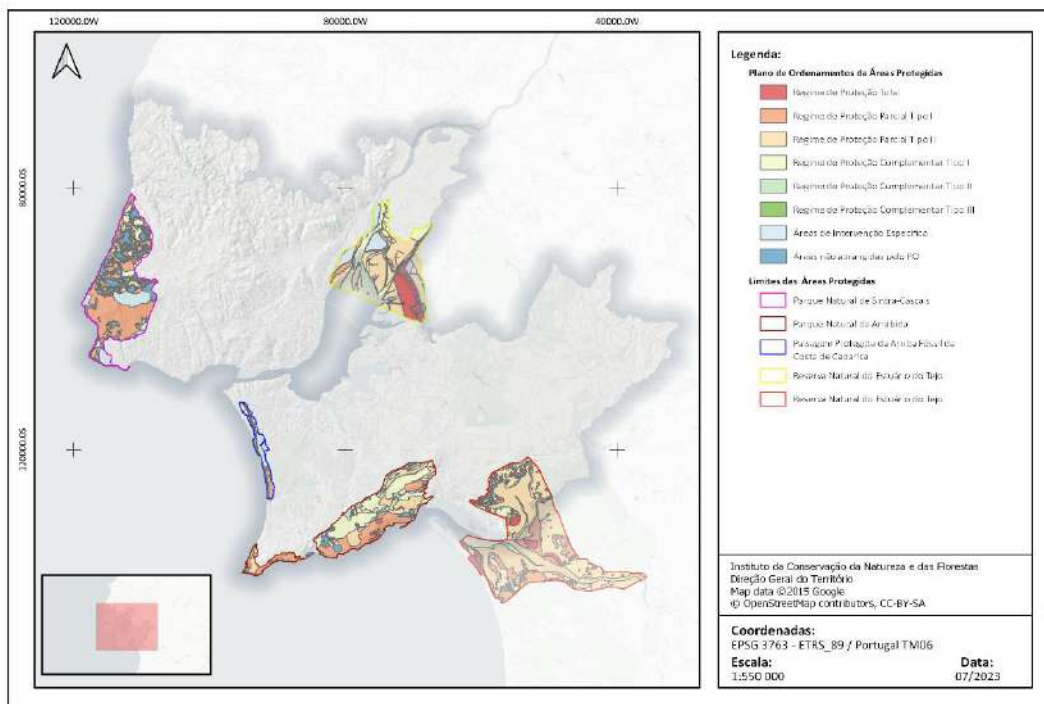 120000.0W 80000.0W 40000.0W
80000.0S
120000.0S
Legenda:
Plano de Ordenamentos da Áreas Protegidas
Regime de Proteção Total
Regime de Proteção Parcial Tipo I
Regime de Proteção Parcial Tipo II
Regime de Proteção Complementar Tipo I
Regime de Proteção Complementar Tipo II
Regime de Proteção Complementar Tipo III
Áreas de Intervenção Específica
Áreas não abrangidas pelo PO
Limites das Áreas Protegidas
Parque Natural de Sintra-Cascais
Parque Natural da Arrábida
Paisagem Protegida da Arriba Fóssil da
Costa de Caparica
Reserva Natural do Estuário do Tejo
Reserva Natural do Estuário do Tejo
Instituto da Conservação da Natureza e das Florestas
Direção Geral do Território
Map data ©2015 Google
© OpenStreetMap contributors, CC-BY-SA
Coordenadas:
EPSG 3763 - ETRS_89 / Portugal TM06
Escala: Data:
1:550 000 07/2023